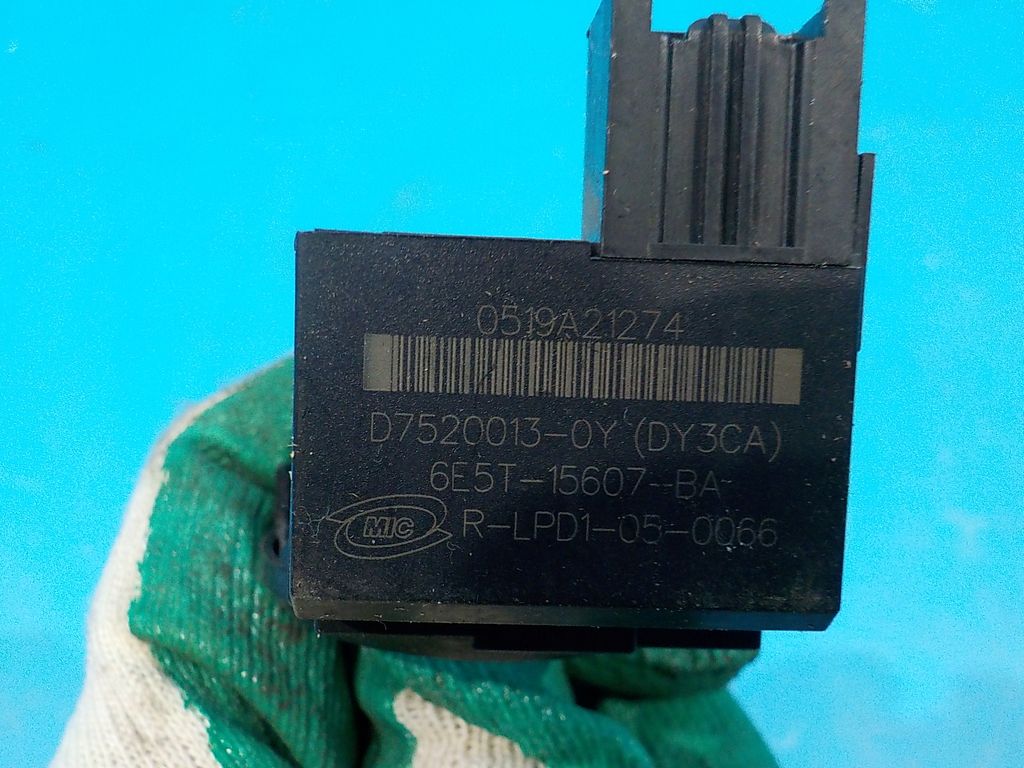 0519A21274
D7520013-0Y (DY3CA)
6E5T-15607-BA
MIC R-LPD1-05-0066